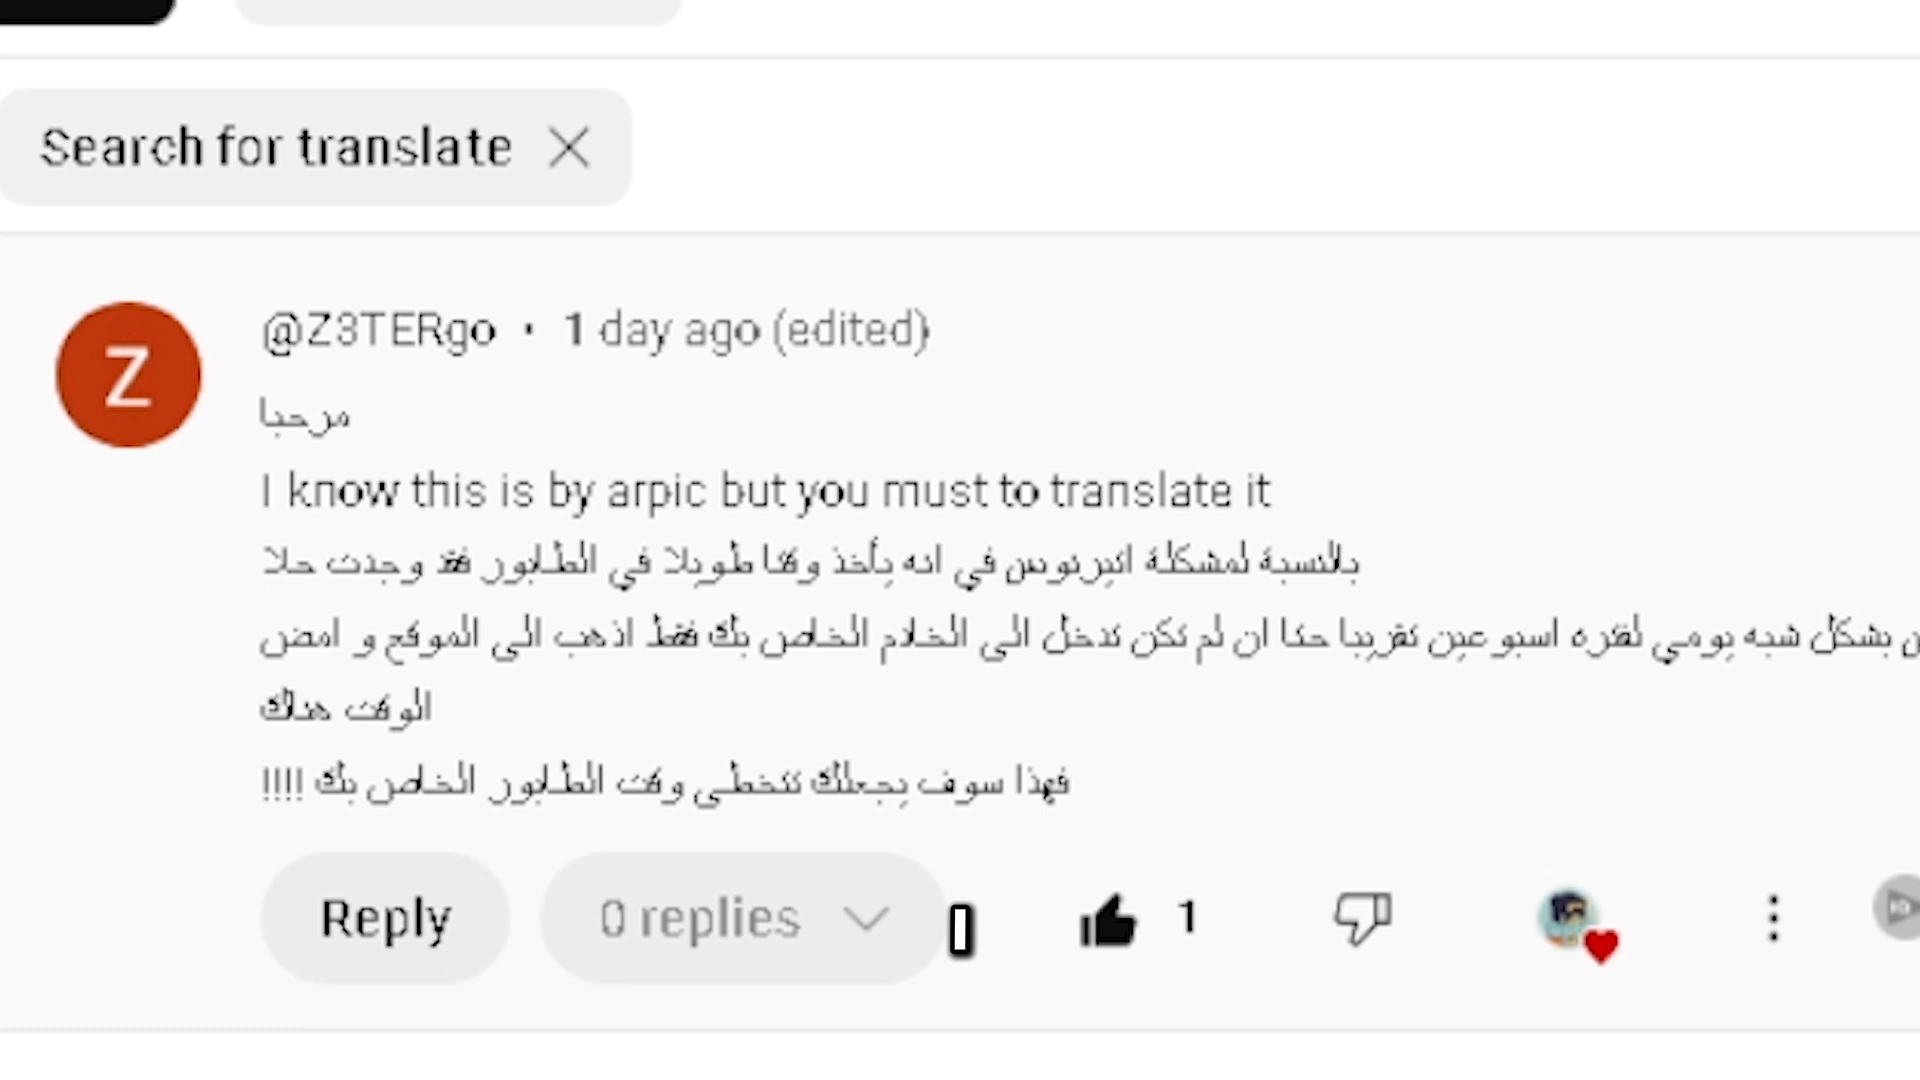 Search for translate
Z
@Z3TERgo · 1 day ago (edited)
مرحبا
I know this is by arpic but you must to translate it
بالنسبة لمشكلة اتيرنوس في انه يأخذ وقتا طويلا في الطابور فقد وجدت حلا
بشكل شبه يومي لفتره اسبوعين تقريبا حتا ان لم تكن تدخل الى الخادم الخاص بك فقط اذهب الى الموقع و امض
الوقت هناك
فهذا سوف يجعلك تتخطى وقت الطابور الخاص بك !!!!
Reply
0 replies
1